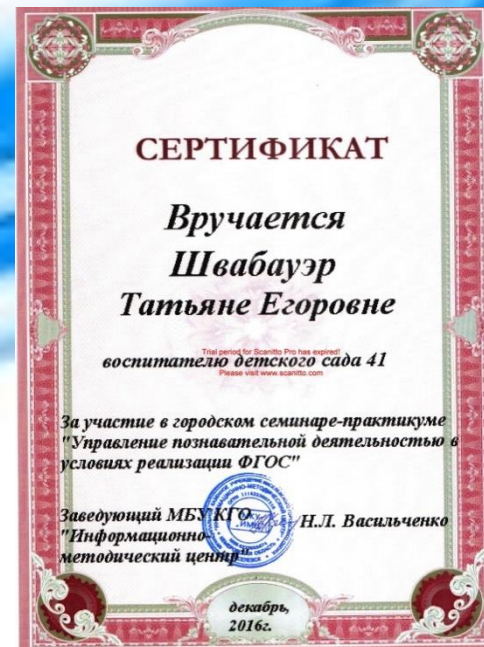 СЕРТИФИКАТ
Вручается
Швабауэр
Татьяне Егоровне
Trial period for Scanitto Pro has expired!
воспитателю детского сада 41
Please visit www.scanitto.com
За участие в городском семинаре-практикуме
"Управление познавательной деятельностью в
условиях реализации ФГОС"
Заведующий МБУ КГО
"Информационно-
методический центр"
Н.Л. Васильченко
декабрь,
2016г.